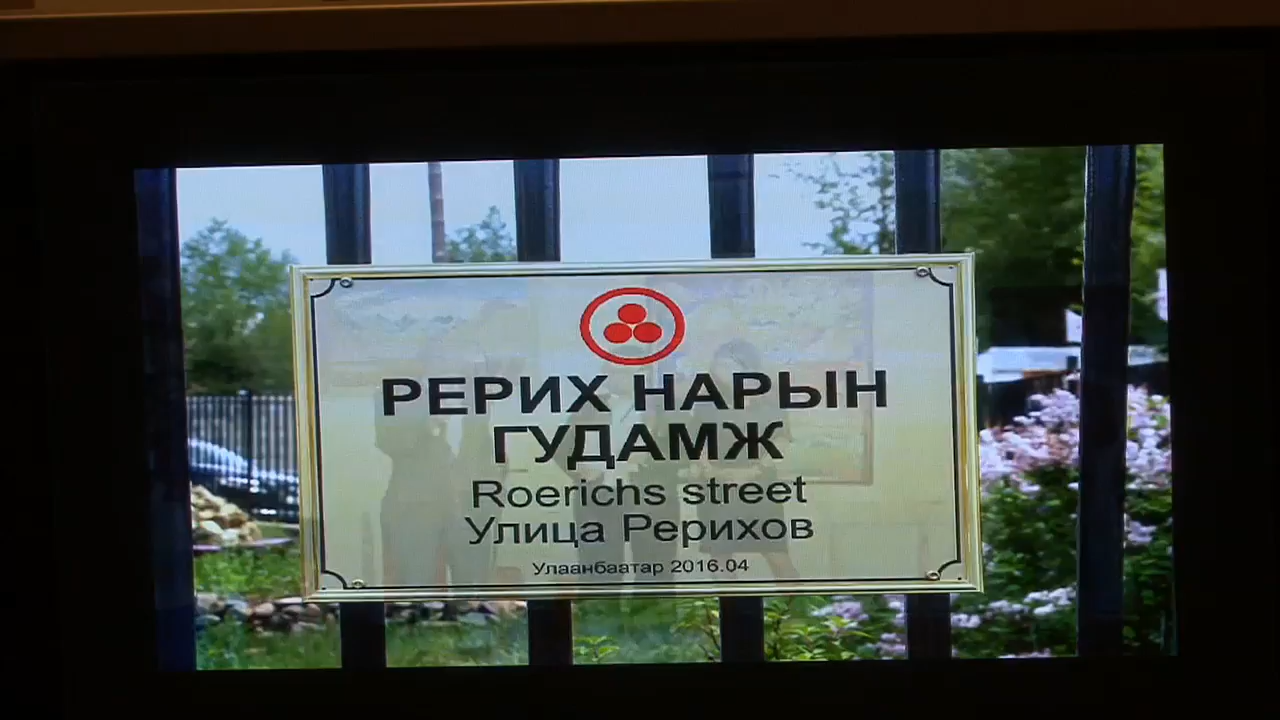 РЕРИХ НАРЫН
ГУДАМЖ
Roerichs street
Улица Рерихов
Улаанбаатар 2016.04